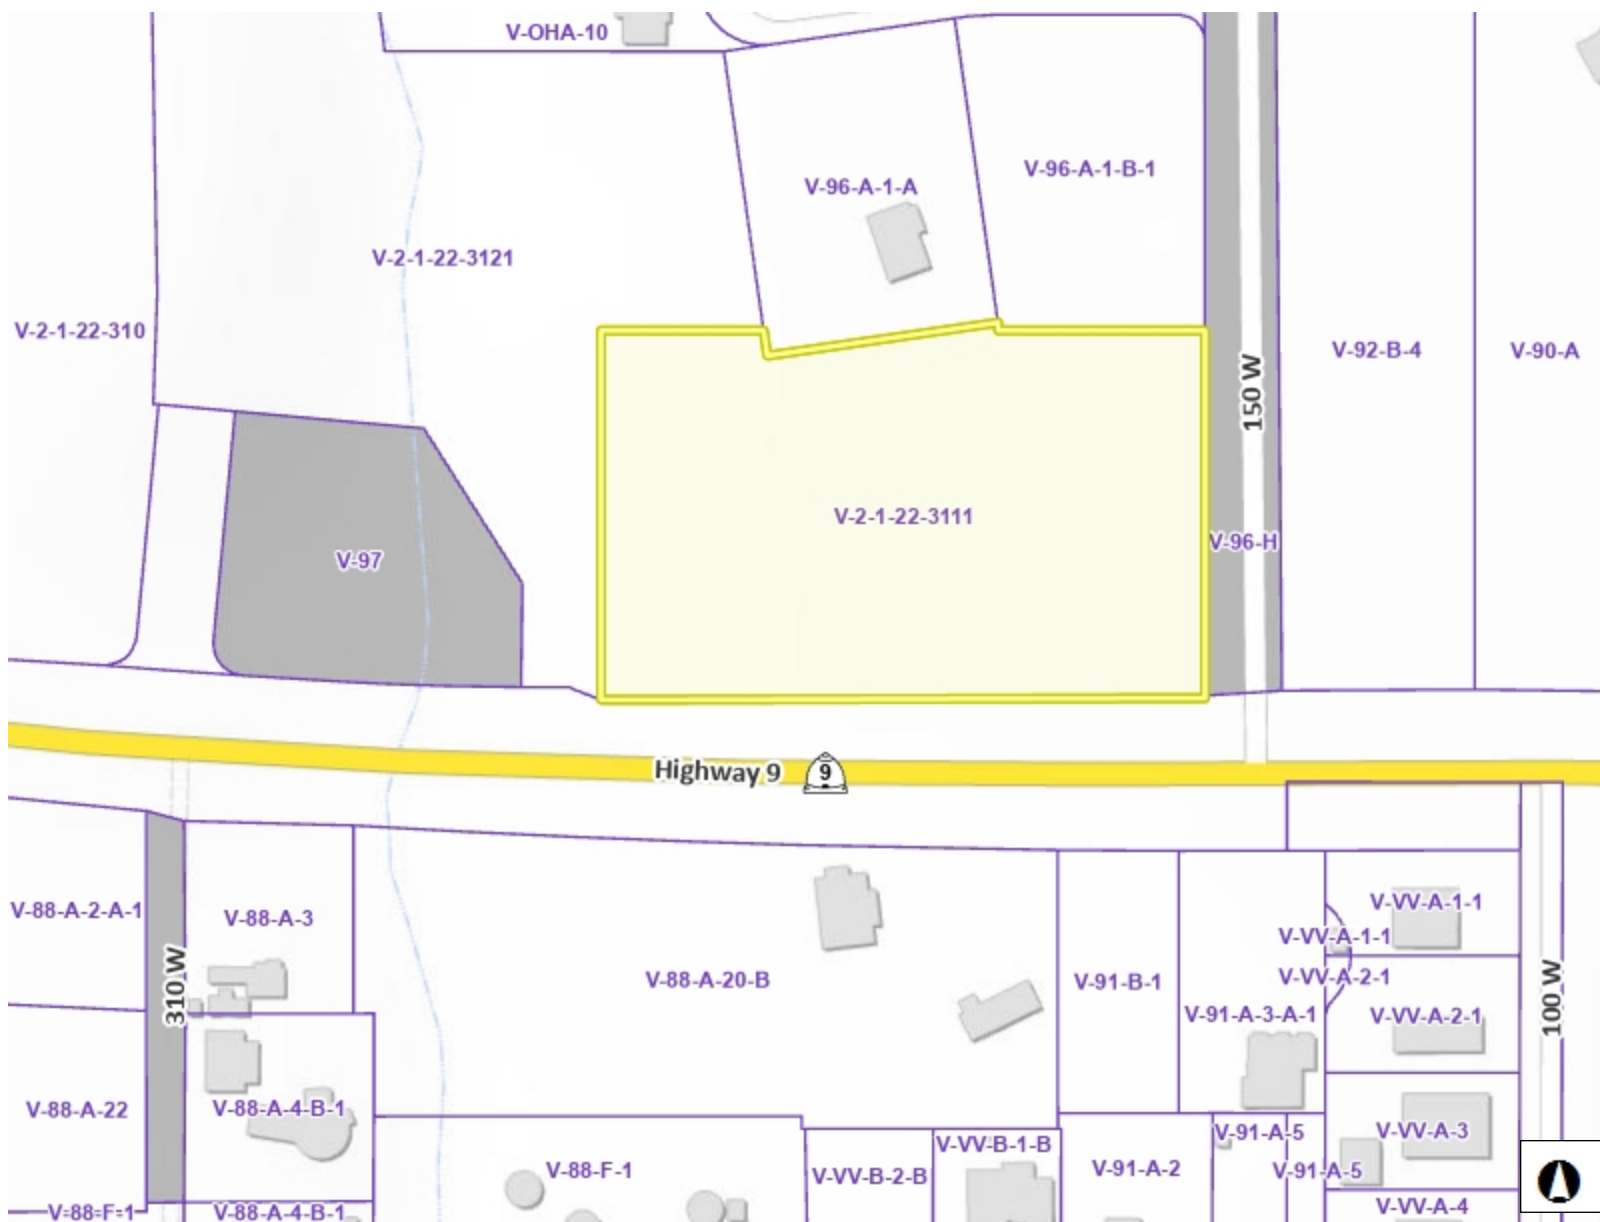 V-OHA-10
V-96-A-1-A
V-96-A-1-B-1
V-2-1-22-3121
V-2-1-22-310
V-92-B-4
V-90-A
150 W
V-2-1-22-3111
V-96-H
V-97
Highway 9
9
V-88-A-2-A-1
V-88-A-3
310 W
V-88-A-20-B
V-91-B-1
V-91-A-3-A-1
V-VV-A-1-1
V-VV-A-1-1
V-VV-A-2-1
V-VV-A-2-1
100 W
V-88-A-22
V-88-A-4-B-1
V-88-F-1
V-VV-B-2-B
V-VV-B-1-B
V-91-A-2
V-91-A-5
V-91-A-5
V-VV-A-3
V-VV-A-4
V-88-F-1
V-88-A-4-B-1